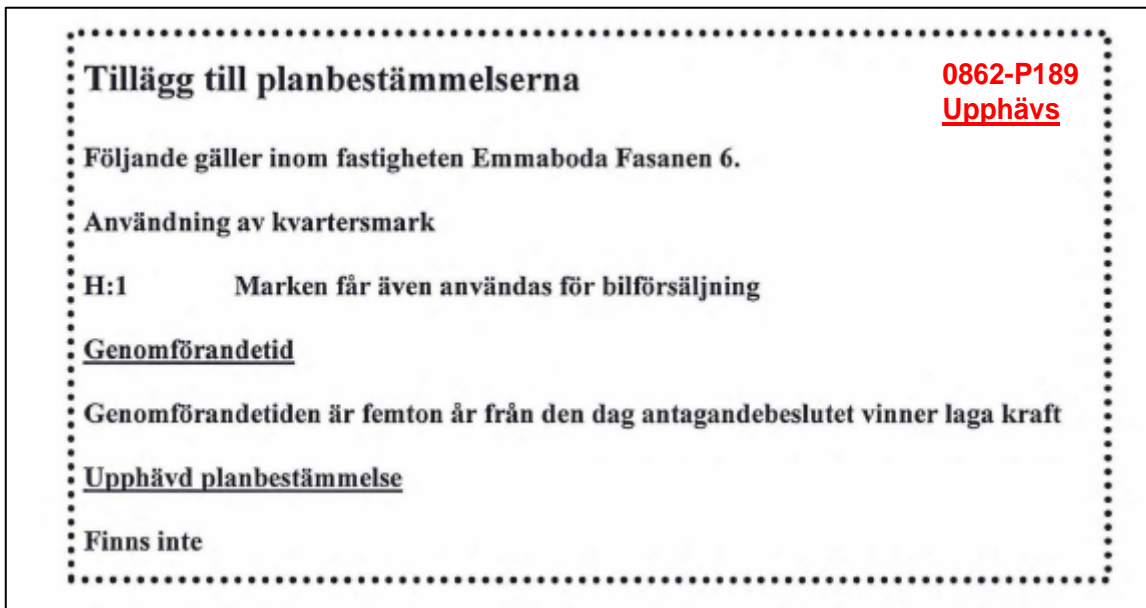 Tillägg till planbestämmelserna
0862-P189
Upphävs
Följande gäller inom fastigheten Emmaboda Fasanen 6.
Användning av kvartersmark
H:1 Marken får även användas för bilförsäljning
Genomförandetid
Genomförandetiden är femton år från den dag antagandebeslutet vinner laga kraft
Upphävd planbestämmelse
Finns inte